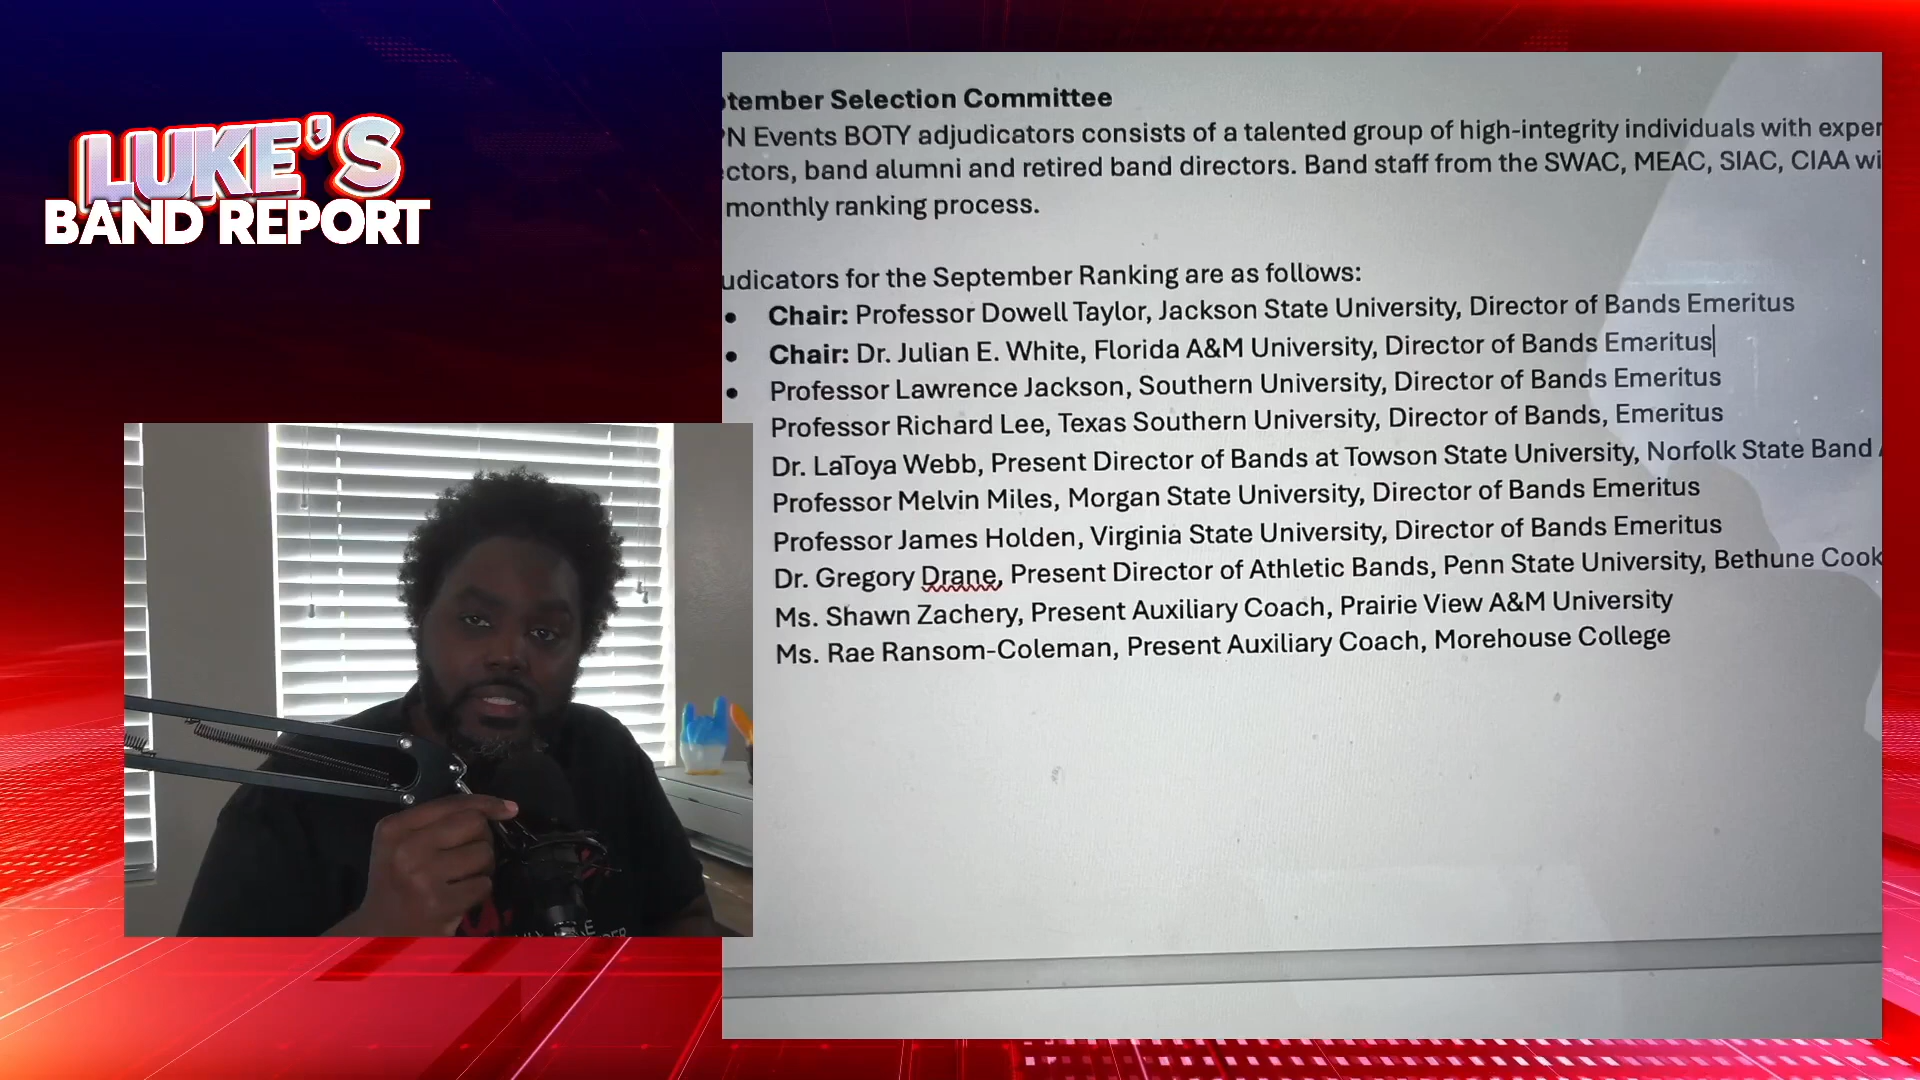 LUKE'S
BAND REPORT
tember Selection Committee
N Events BOTY adjudicators consists of a talented group of high-integrity individuals with exper
ctors, band alumni and retired band directors. Band staff from the SWAC, MEAC, SIAC, CIAA wi
monthly ranking process.
udicators for the September Ranking are as follows:
• Chair: Professor Dowell Taylor, Jackson State University, Director of Bands Emeritus
• Chair: Dr. Julian E. White, Florida A&M University, Director of Bands Emeritus
• Professor Lawrence Jackson, Southern University, Director of Bands Emeritus
Professor Richard Lee, Texas Southern University, Director of Bands, Emeritus
Dr. LaToya Webb, Present Director of Bands at Towson State University, Norfolk State Band
Professor Melvin Miles, Morgan State University, Director of Bands Emeritus
Professor James Holden, Virginia State University, Director of Bands Emeritus
Dr. Gregory Drane, Present Director of Athletic Bands, Penn State University, Bethune Cook
Ms. Shawn Zachery, Present Auxiliary Coach, Prairie View A&M University
Ms. Rae Ransom-Coleman, Present Auxiliary Coach, Morehouse College